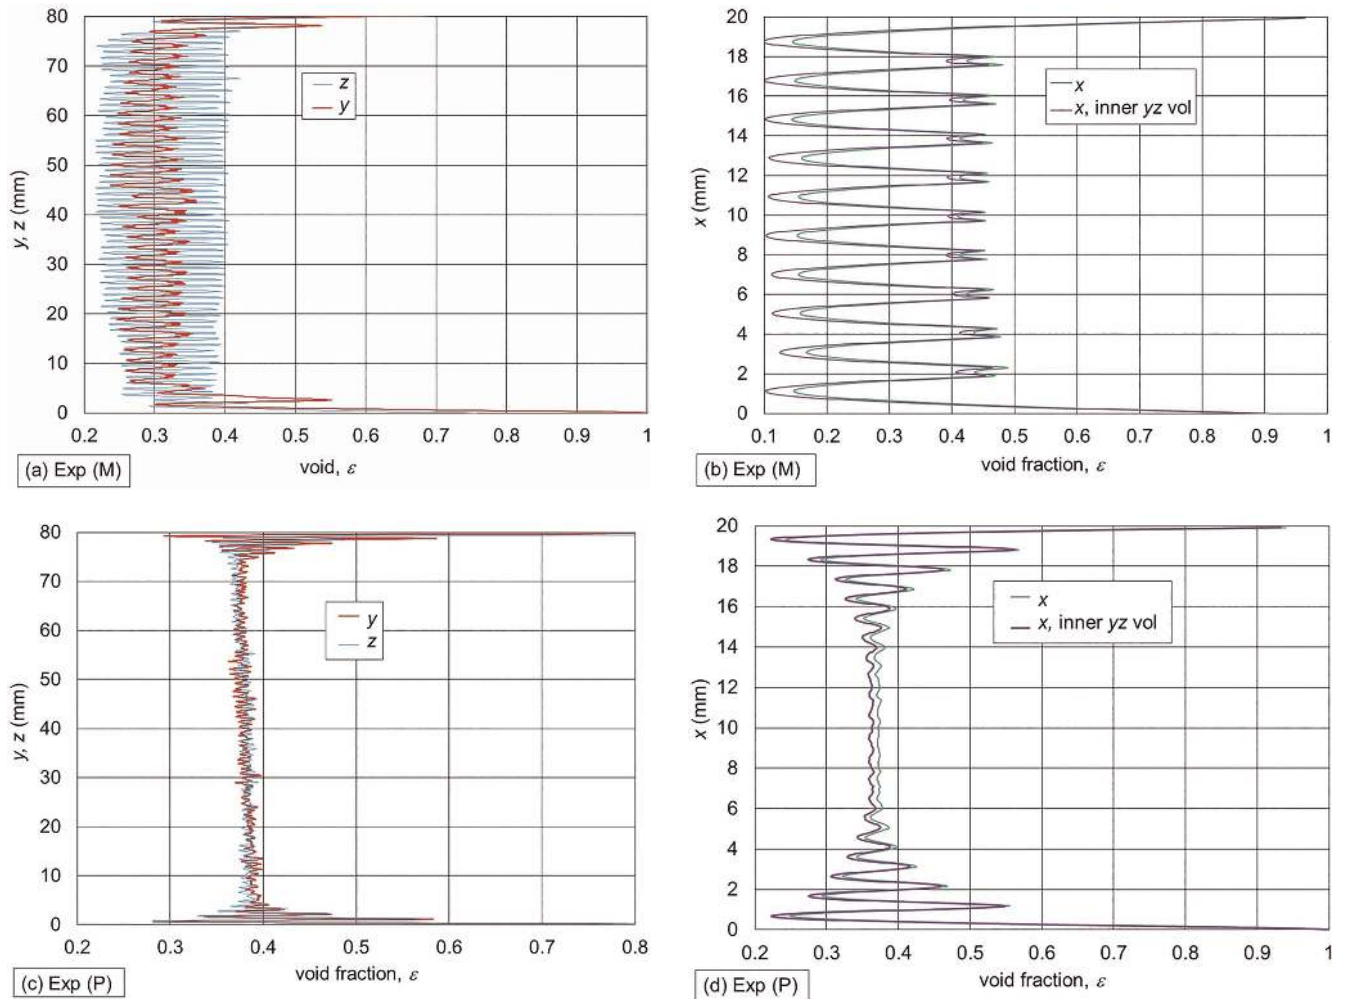 80
70
60
50
40
30
20
10
0
y, z (mm)
z
y
0.2 0.3 0.4 0.5 0.6 0.7 0.8 0.9 1
void, ε
(a) Exp (M)
20
18
16
14
12
10
8
6
4
2
0
x (mm)
x
x, inner yz vol
0.1 0.2 0.3 0.4 0.5 0.6 0.7 0.8 0.9 1
void fraction, ε
(b) Exp (M)
80
70
60
50
40
30
20
10
0
y, z (mm)
y
z
0.2 0.3 0.4 0.5 0.6 0.7 0.8
void fraction, ε
(c) Exp (P)
20
18
16
14
12
10
8
6
4
2
0
x (mm)
x
x, inner yz vol
0.2 0.3 0.4 0.5 0.6 0.7 0.8 0.9 1
void fraction, ε
(d) Exp (P)